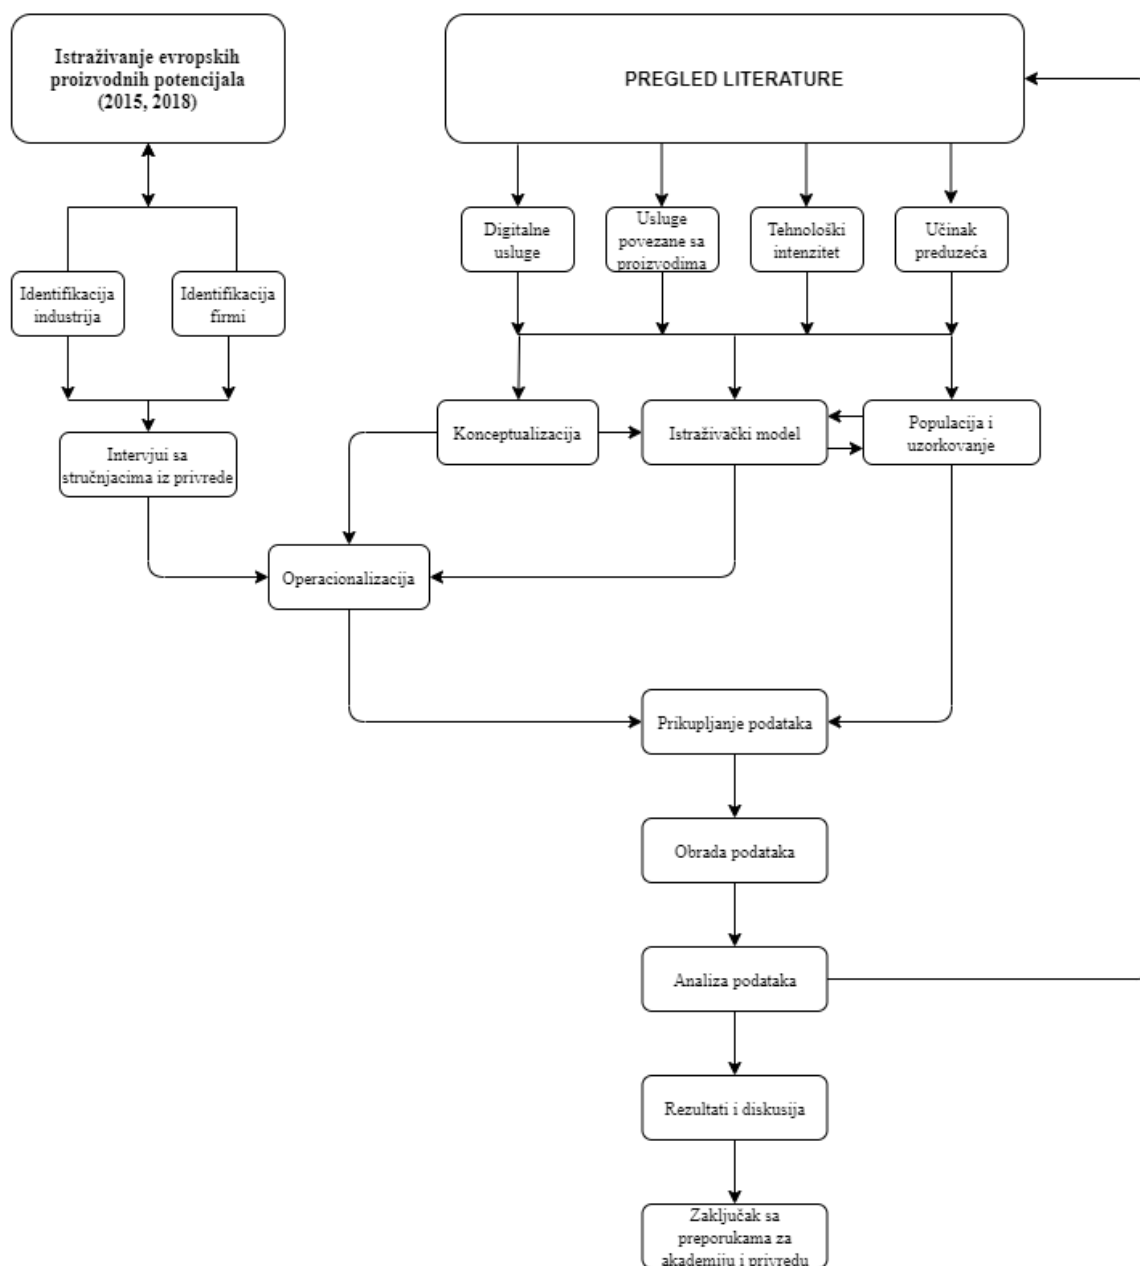 Istraživanje evropskih
proizvodnih potencijala
(2015, 2018)
PREGLED LITERATURE
Digitalne
usluge
Usluge
povezane sa
proizvodima
Tehnološki
intenzitet
Učinak
preduzeća
Identifikacija
industrija
Identifikacija
firmi
Konceptualizacija
Istraživački model
Populacija i
uzorkovanje
Intervjui sa
stručnjacima iz privrede
Operacionalizacija
Prikupljanje podataka
Obrada podataka
Analiza podataka
Rezultati i diskusija
Zaključak sa
preporukama za
akademiju i privredu